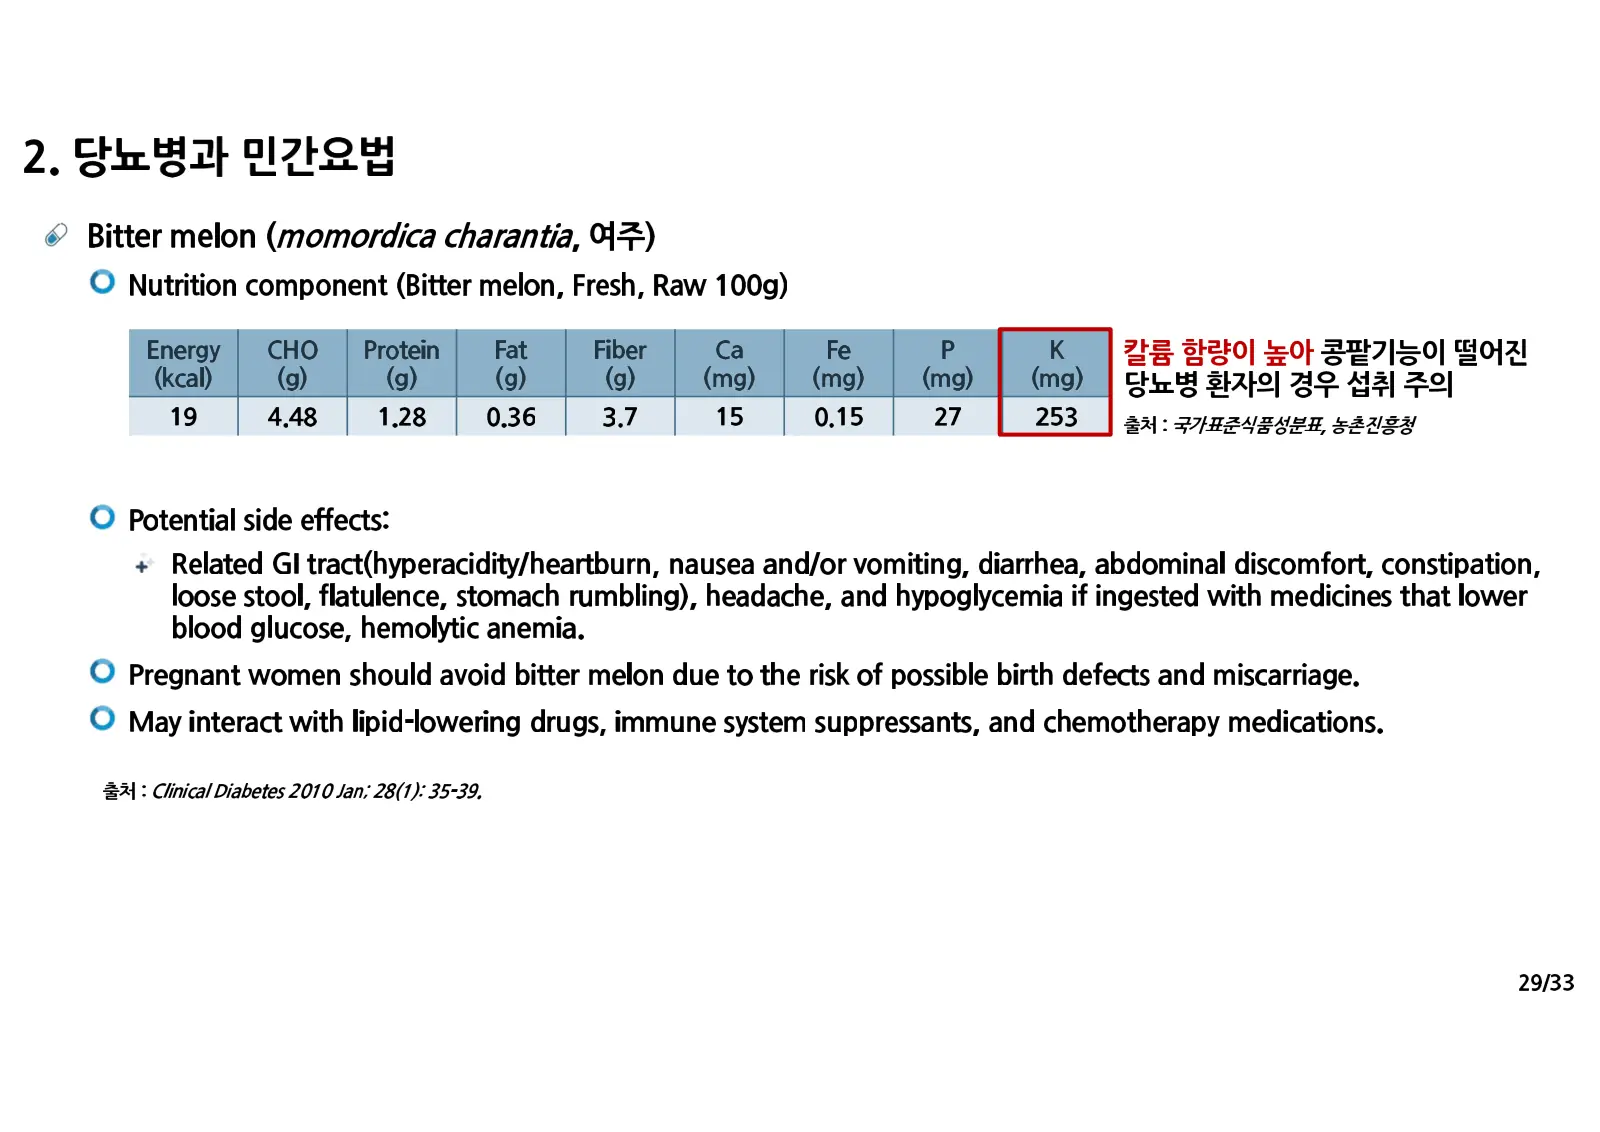 2. 당뇨병과 민간요법
Bitter melon (momordica charantia, 여주)
Nutrition component (Bitter melon, Fresh, Raw 100g)
Energy (kcal) CHO (g) Protein (g) Fat (g) Fiber (g) Ca (mg) Fe (mg) P (mg) K (mg)
19 4.48 1.28 0.36 3.7 15 0.15 27 253
칼륨 함량이 높아 콩팥기능이 떨어진
당뇨병 환자의 경우 섭취 주의
출처 : 국가표준식품성분표, 농촌진흥청
Potential side effects:
Related GI tract(hyperacidity/heartburn, nausea and/or vomiting, diarrhea, abdominal discomfort, constipation,
loose stool, flatulence, stomach rumbling), headache, and hypoglycemia if ingested with medicines that lower
blood glucose, hemolytic anemia.
Pregnant women should avoid bitter melon due to the risk of possible birth defects and miscarriage.
May interact with lipid-lowering drugs, immune system suppressants, and chemotherapy medications.
출처 : Clinical Diabetes 2010 Jan; 28(1): 35-39.
29/33